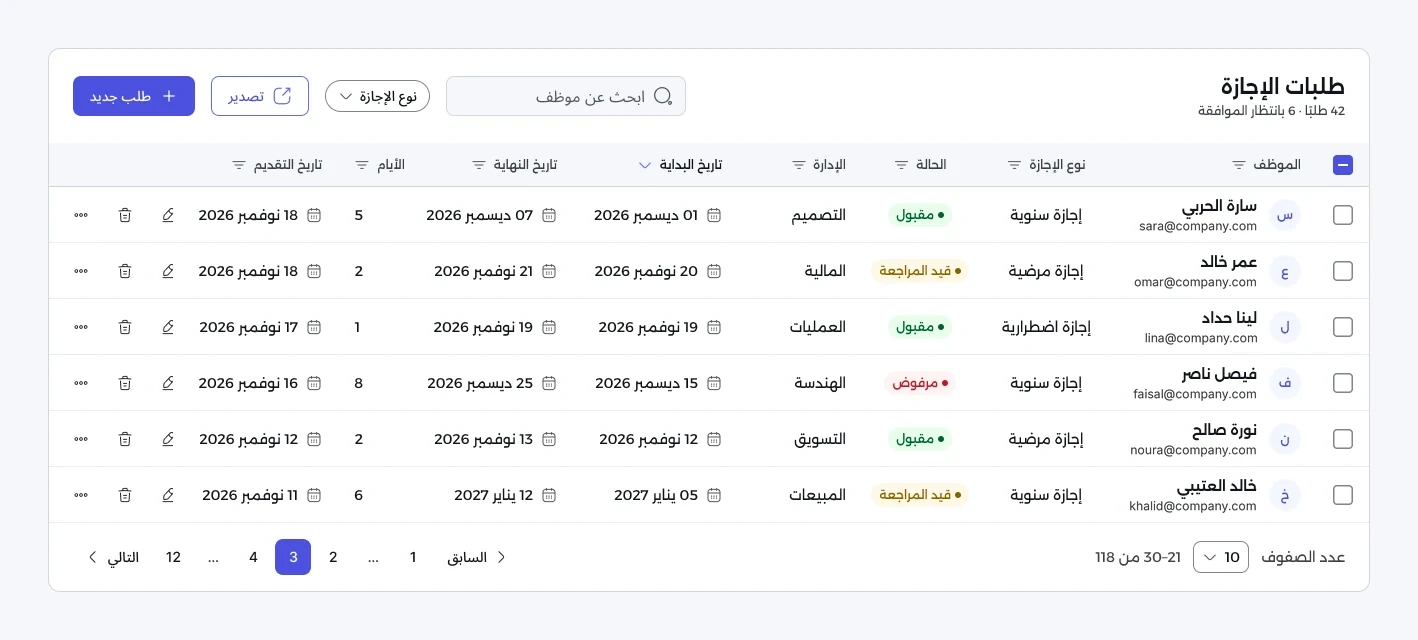 طلبات الإجازة
42 طلبًا · 6 بانتظار الموافقة
ابحث عن موظف
نوع الإجازة
تصدير
طلب جديد
الموظف نوع الإجازة الحالة الإدارة تاريخ البداية تاريخ النهاية الأيام تاريخ التقديم
س سارة الحربي إجازة سنوية مقبول التصميم 01 ديسمبر 2026 07 ديسمبر 2026 5 18 نوفمبر 2026
sara@company.com
ع عمر خالد إجازة مرضية قيد المراجعة المالية 20 نوفمبر 2026 21 نوفمبر 2026 2 18 نوفمبر 2026
omar@company.com
ل لينا حداد إجازة اضطرارية مقبول العمليات 19 نوفمبر 2026 19 نوفمبر 2026 1 17 نوفمبر 2026
lina@company.com
ف فيصل ناصر إجازة سنوية مرفوض الهندسة 15 ديسمبر 2026 25 ديسمبر 2026 8 16 نوفمبر 2026
faisal@company.com
ن نورة صالح إجازة مرضية مقبول التسويق 12 نوفمبر 2026 13 نوفمبر 2026 2 12 نوفمبر 2026
noura@company.com
خ خالد العتيبي إجازة سنوية قيد المراجعة المبيعات 05 يناير 2027 12 يناير 2027 6 11 نوفمبر 2026
khalid@company.com
عدد الصفوف 10 21–30 من 118
السابق 1 ... 2 3 4 ... 12 التالي